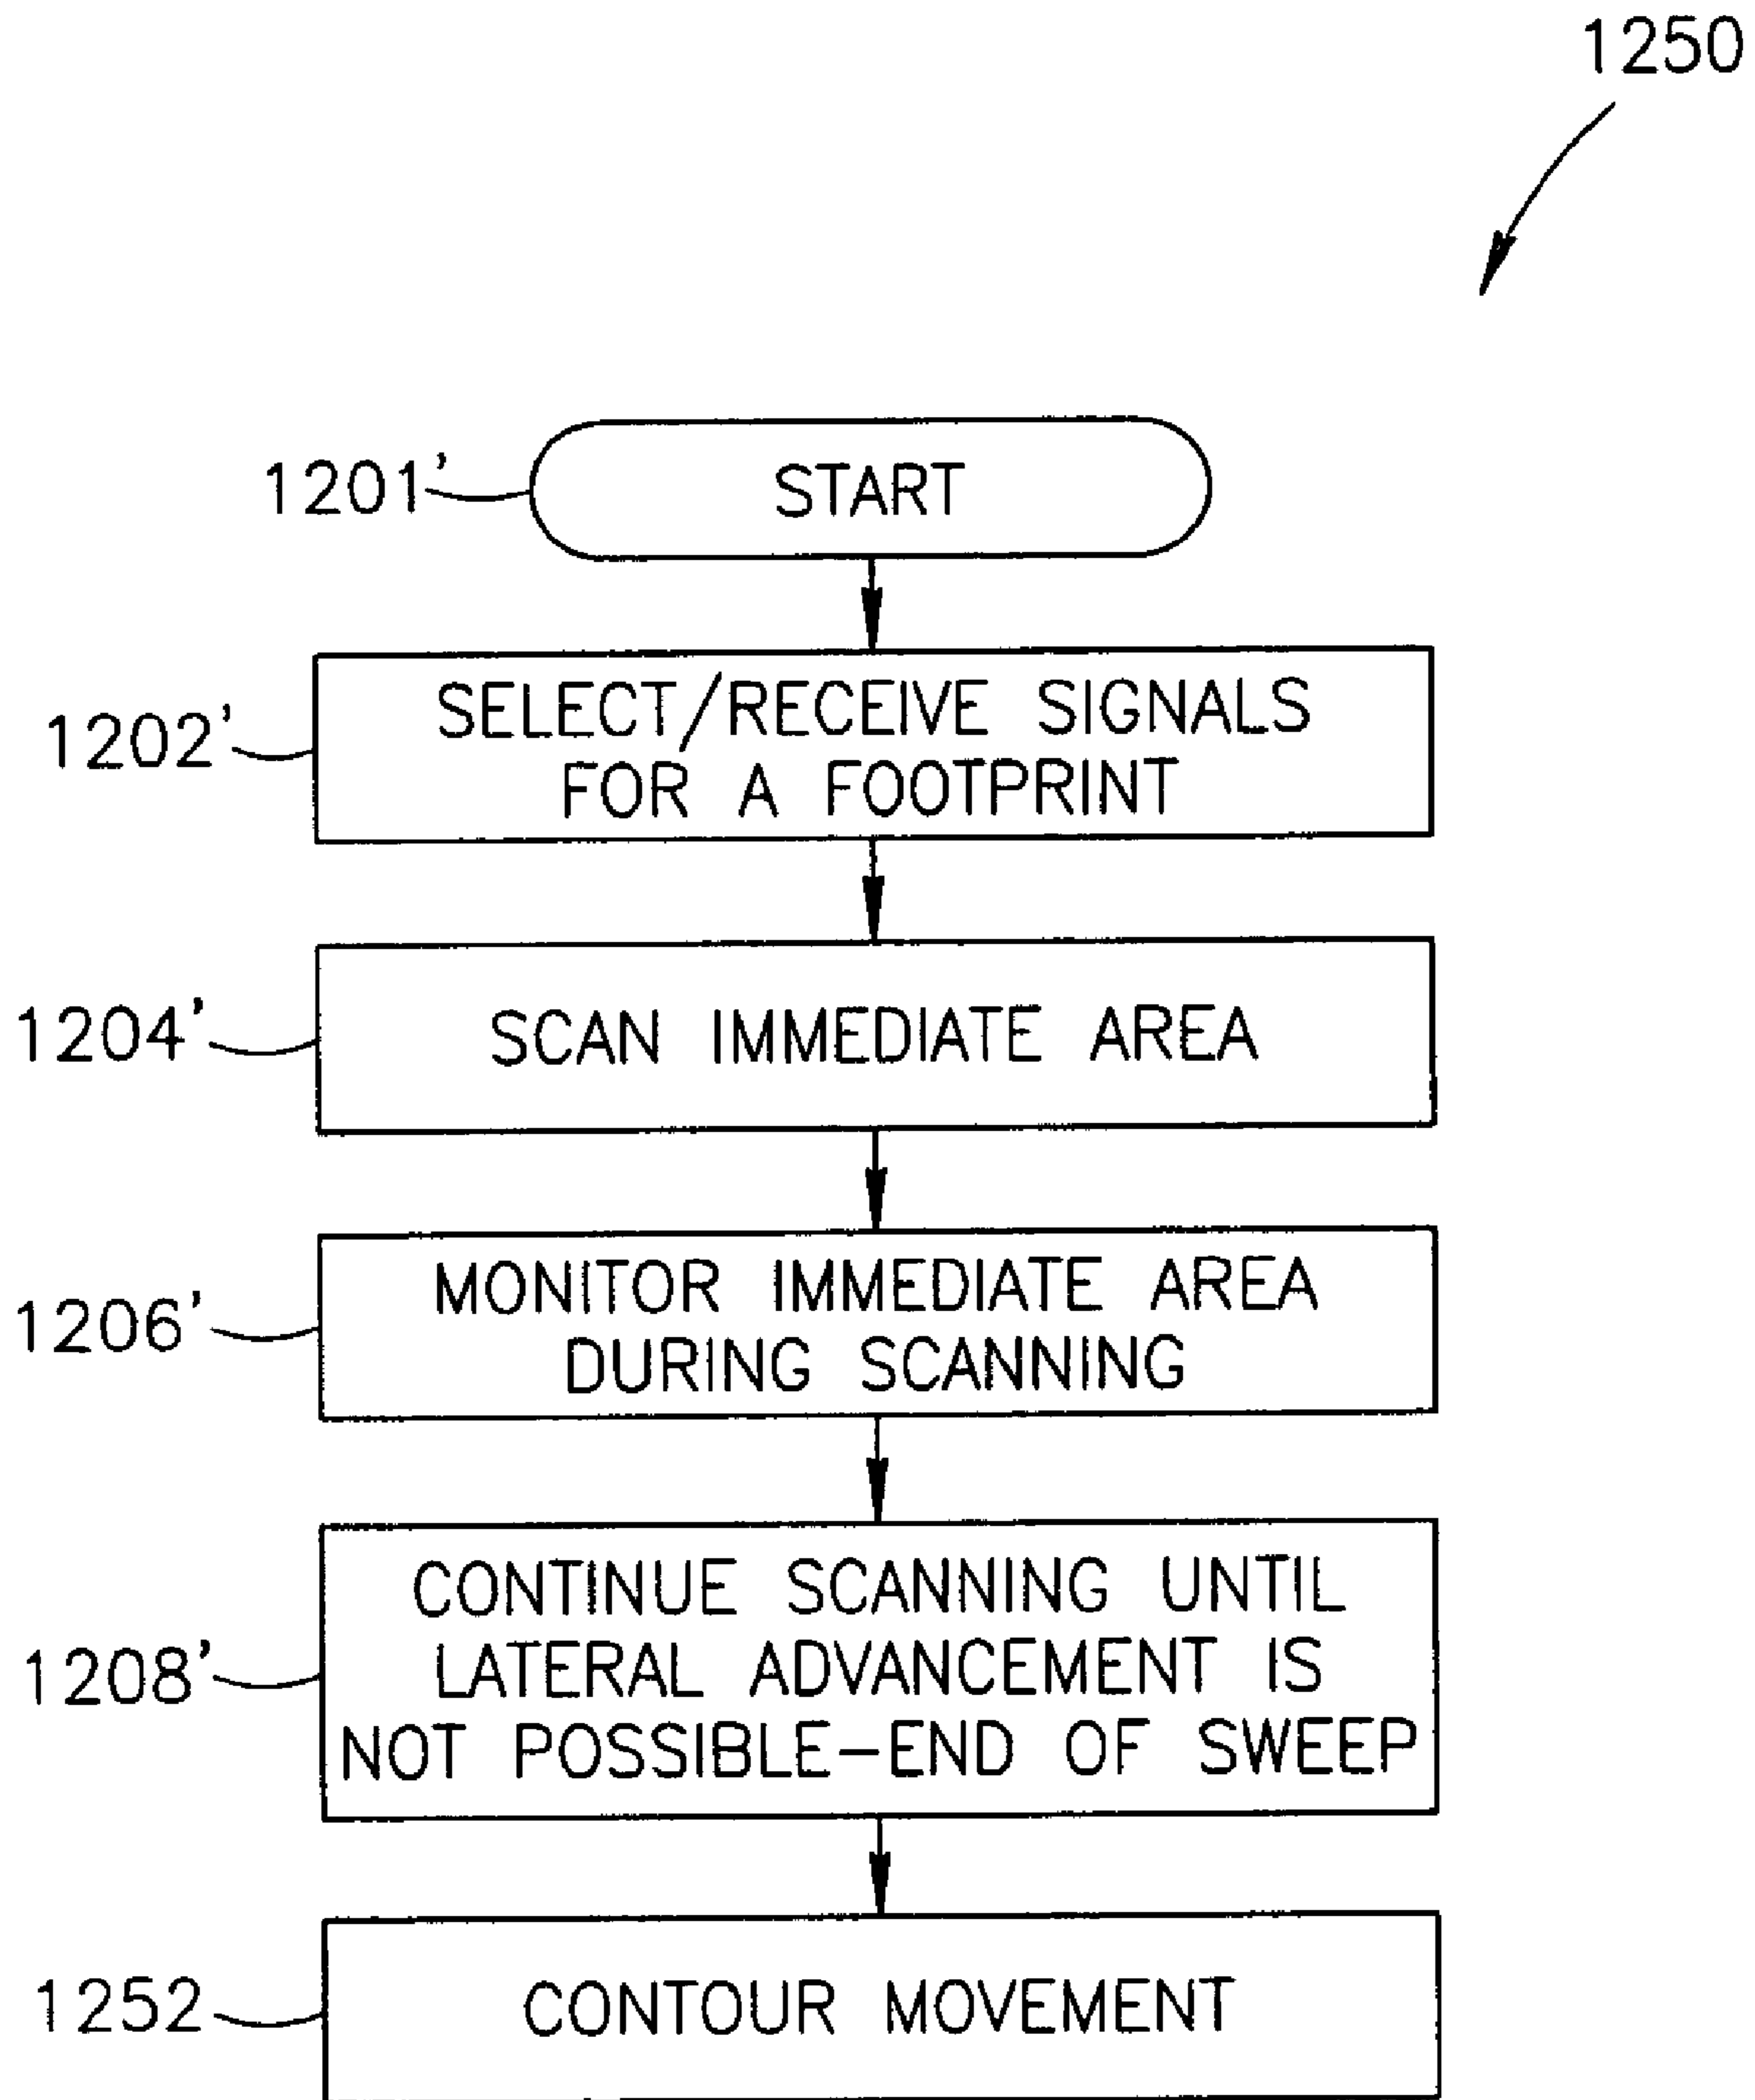 1250
1201'
START
1202'
SELECT/RECEIVE SIGNALS
FOR A FOOTPRINT
1204'
SCAN IMMEDIATE AREA
1206'
MONITOR IMMEDIATE AREA
DURING SCANNING
1208'
CONTINUE SCANNING UNTIL
LATERAL ADVANCEMENT IS
NOT POSSIBLE-END OF SWEEP
1252
CONTOUR MOVEMENT